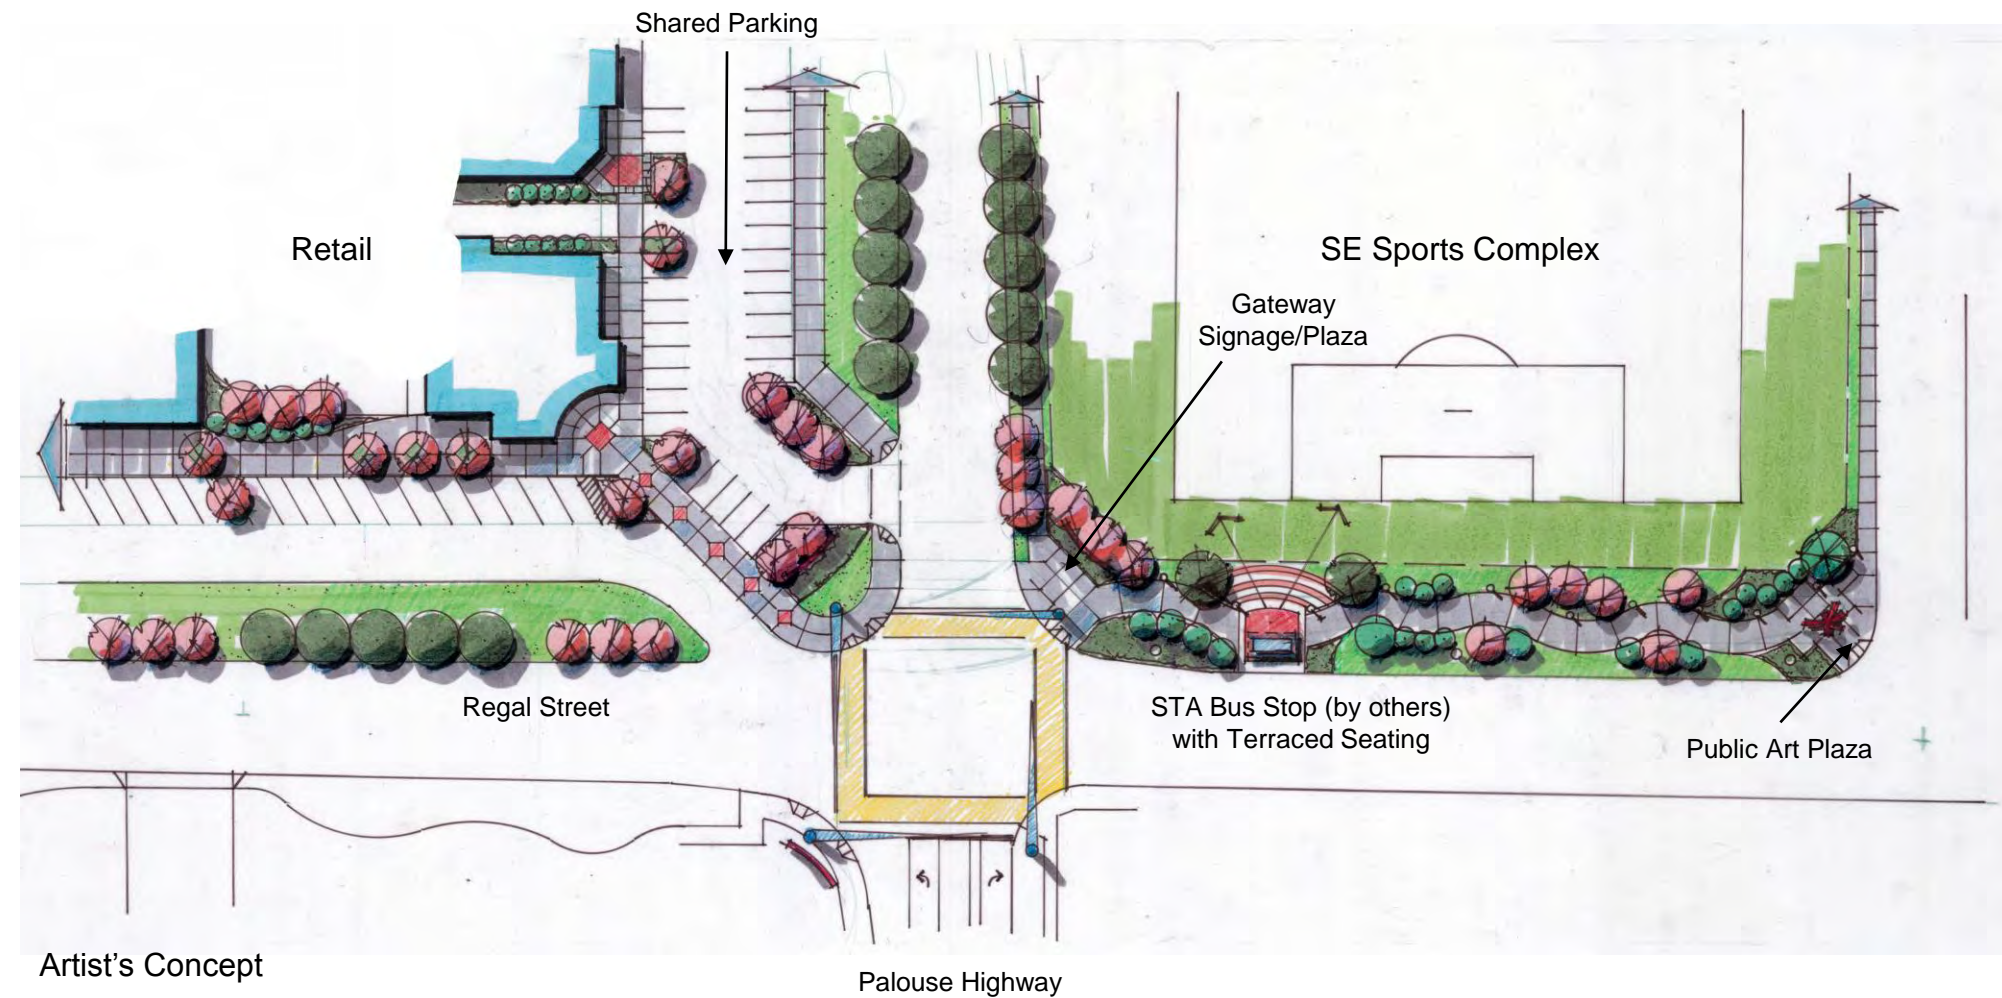 Shared Parking
Retail
SE Sports Complex
Gateway
Signage/Plaza
Regal Street
STA Bus Stop (by others)
with Terraced Seating
Public Art Plaza
Artist's Concept
Palouse Highway